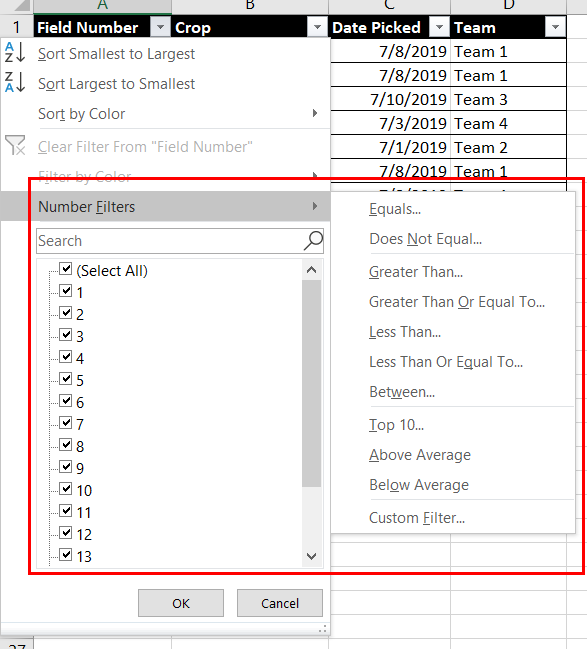 A B C D
1 Field Number Crop Date Picked Team
Sort Smallest to Largest 7/8/2019 Team 1
Sort Largest to Smallest 7/8/2019 Team 1
Sort by Color 7/10/2019 Team 3
7/3/2019 Team 4
Clear Filter From "Field Number" 7/1/2019 Team 2
Filter by Color 7/8/2019 Team 1
Number Filters
Equals...
Search
Does Not Equal...
(Select All)
Greater Than...
1
Greater Than Or Equal To...
2
3
Less Than...
4
Less Than Or Equal To...
5
Between...
6
7
Top 10...
8
Above Average
9
Below Average
10
11
Custom Filter...
12
13
OK Cancel